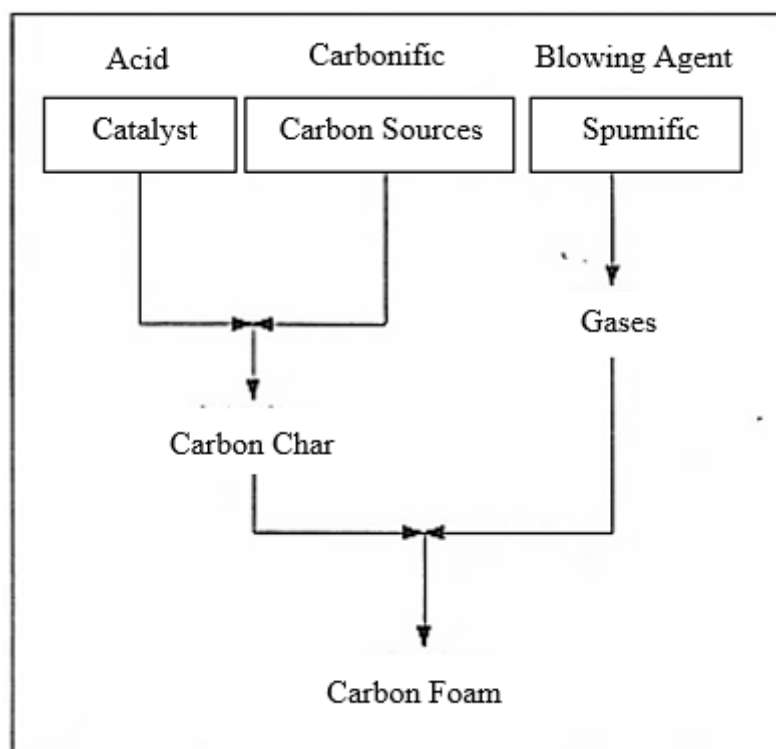 Acid Carbonific Blowing Agent
Catalyst Carbon Sources Spumific
Gases
Carbon Char
Carbon Foam